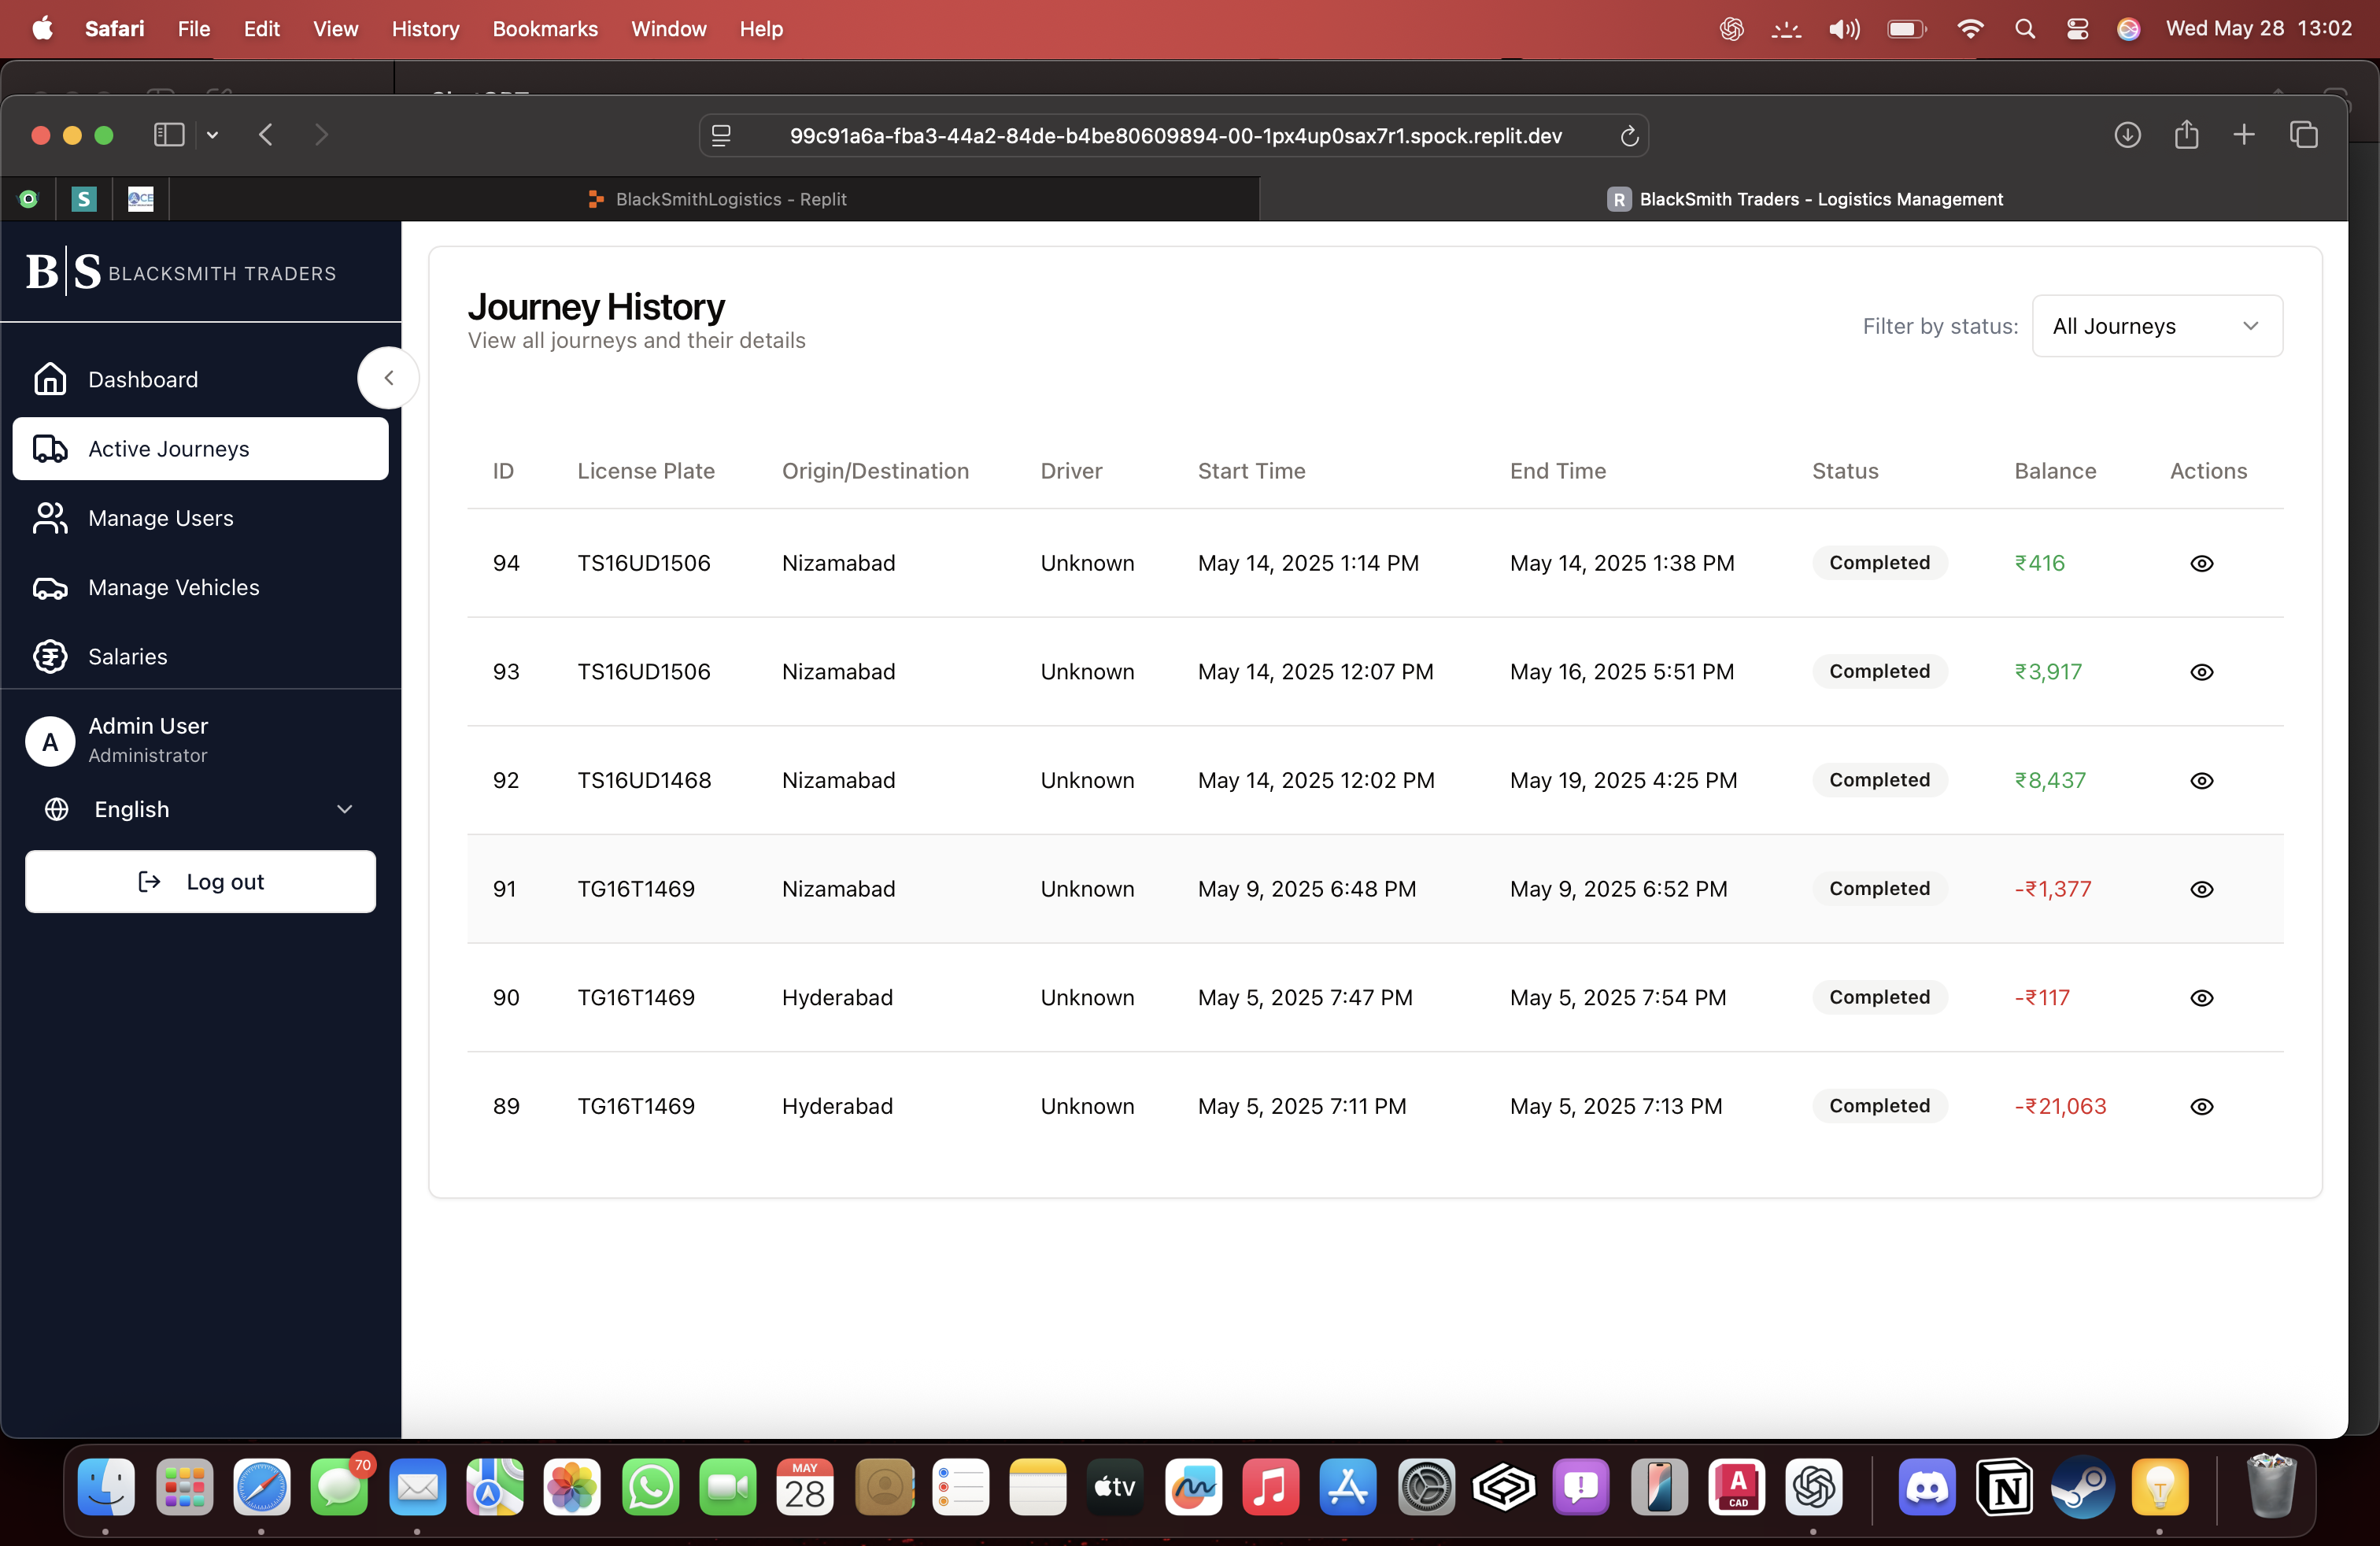 Safari File Edit View History Bookmarks Window Help Wed May 28 13:02
99c91a6a-fba3-44a2-84de-b4be80609894-00-1px4up0sax7r1.spock.replit.dev
S ACE BlackSmithLogistics - Replit R BlackSmith Traders - Logistics Management
B|S BLACKSMITH TRADERS
Dashboard
Active Journeys
Manage Users
Manage Vehicles
Salaries
A Admin User
Administrator
English
Log out
Journey History
View all journeys and their details
Filter by status: All Journeys
ID License Plate Origin/Destination Driver Start Time End Time Status Balance Actions
94 TS16UD1506 Nizamabad Unknown May 14, 2025 1:14 PM May 14, 2025 1:38 PM Completed ₹416
93 TS16UD1506 Nizamabad Unknown May 14, 2025 12:07 PM May 16, 2025 5:51 PM Completed ₹3,917
92 TS16UD1468 Nizamabad Unknown May 14, 2025 12:02 PM May 19, 2025 4:25 PM Completed ₹8,437
91 TG16T1469 Nizamabad Unknown May 9, 2025 6:48 PM May 9, 2025 6:52 PM Completed -₹1,377
90 TG16T1469 Hyderabad Unknown May 5, 2025 7:47 PM May 5, 2025 7:54 PM Completed -₹117
89 TG16T1469 Hyderabad Unknown May 5, 2025 7:11 PM May 5, 2025 7:13 PM Completed -₹21,063
70 MAY 28 tv A CAD N